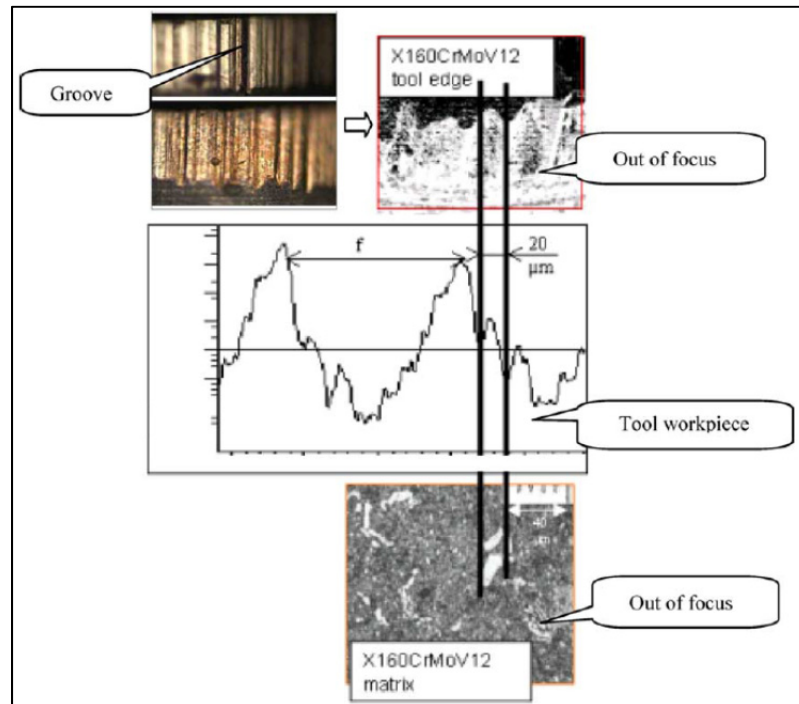 Groove
X160CrMoV12
tool edge
Out of focus
f
20
µm
Tool workpiece
40
µm
Out of focus
X160CrMoV12
matrix